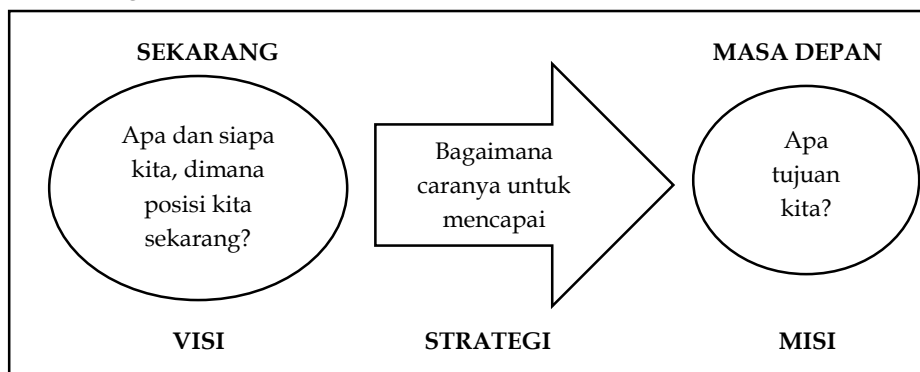 SEKARANG
MASA DEPAN
Apa dan siapa
kita, dimana
posisi kita
sekarang?
Bagaimana
caranya untuk
mencapai
Apa
tujuan
kita?
VISI
STRATEGI
MISI